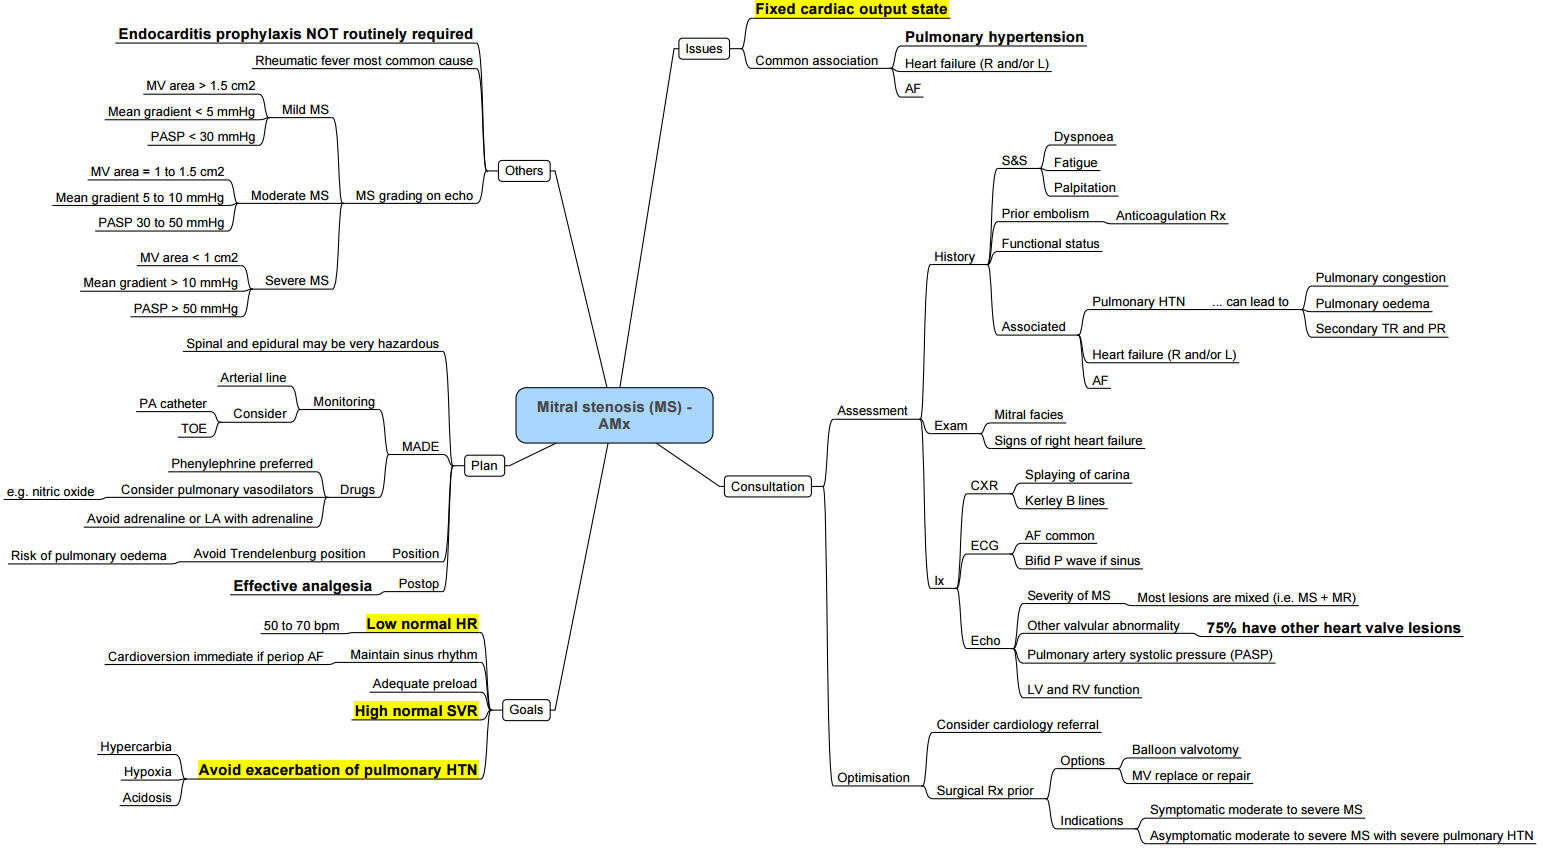 Mitral stenosis (MS) -
AMx
Issues
Fixed cardiac output state
Common association
Pulmonary hypertension
Heart failure (R and/or L)
AF
Consultation
Assessment
History
S&S
Dyspnoea
Fatigue
Palpitation
Prior embolism
Anticoagulation Rx
Functional status
Associated
Pulmonary HTN
... can lead to
Pulmonary congestion
Pulmonary oedema
Secondary TR and PR
Heart failure (R and/or L)
AF
Exam
Mitral facies
Signs of right heart failure
Ix
CXR
Splaying of carina
Kerley B lines
ECG
AF common
Bifid P wave if sinus
Echo
Severity of MS
Most lesions are mixed (i.e. MS + MR)
Other valvular abnormality
75% have other heart valve lesions
Pulmonary artery systolic pressure (PASP)
LV and RV function
Optimisation
Consider cardiology referral
Surgical Rx prior
Options
Balloon valvotomy
MV replace or repair
Indications
Symptomatic moderate to severe MS
Asymptomatic moderate to severe MS with severe pulmonary HTN
Others
Endocarditis prophylaxis NOT routinely required
Rheumatic fever most common cause
MS grading on echo
Mild MS
MV area > 1.5 cm2
Mean gradient < 5 mmHg
PASP < 30 mmHg
Moderate MS
MV area = 1 to 1.5 cm2
Mean gradient 5 to 10 mmHg
PASP 30 to 50 mmHg
Severe MS
MV area < 1 cm2
Mean gradient > 10 mmHg
PASP > 50 mmHg
Plan
Spinal and epidural may be very hazardous
MADE
Monitoring
Arterial line
Consider
PA catheter
TOE
Drugs
Phenylephrine preferred
Consider pulmonary vasodilators
e.g. nitric oxide
Avoid adrenaline or LA with adrenaline
Position
Avoid Trendelenburg position
Risk of pulmonary oedema
Postop
Effective analgesia
Goals
Low normal HR
50 to 70 bpm
Maintain sinus rhythm
Cardioversion immediate if periop AF
Adequate preload
High normal SVR
Avoid exacerbation of pulmonary HTN
Hypercarbia
Hypoxia
Acidosis